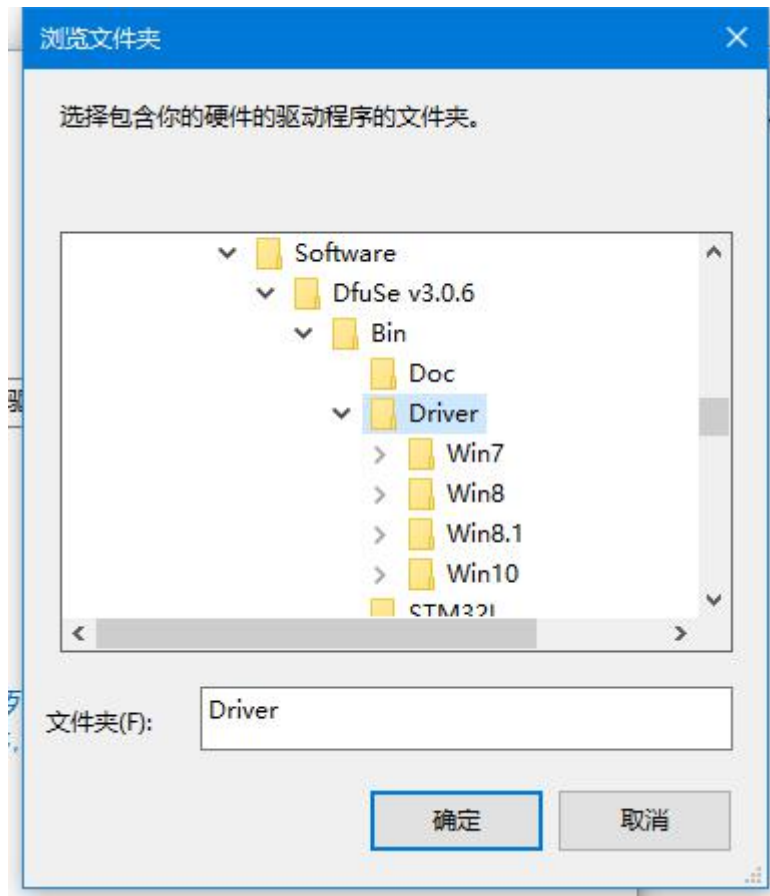 浏览文件夹
选择包含你的硬件的驱动程序的文件夹。
Software
DfuSe v3.0.6
Bin
Doc
Driver
Win7
Win8
Win8.1
Win10
文件夹(F):
Driver
确定
取消